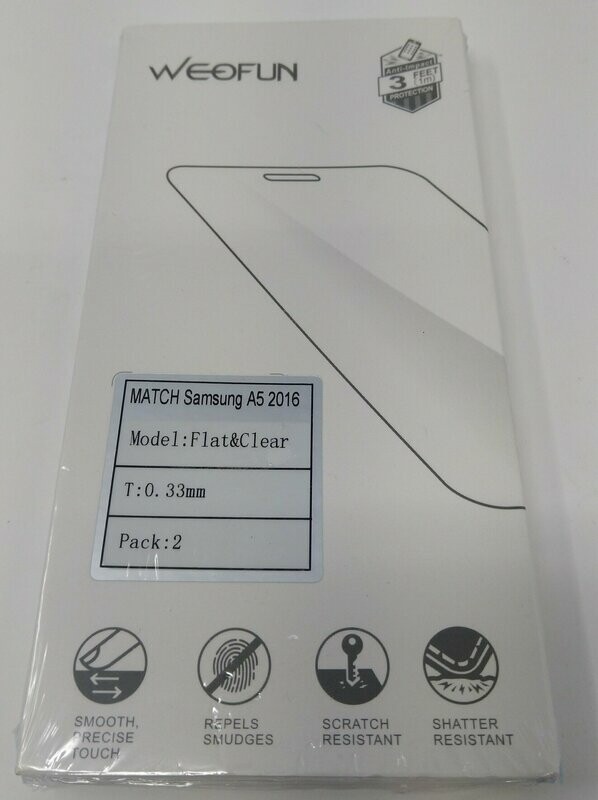 WEOFUN
Anti-impact
3 FEET
(1m)
PROTECTION
MATCH Samsung A5 2016
Model:Flat&Clear
T:0.33mm
Pack:2
SMOOTH,
PRECISE
TOUCH
REPELS
SMUDGES
SCRATCH
RESISTANT
SHATTER
RESISTANT